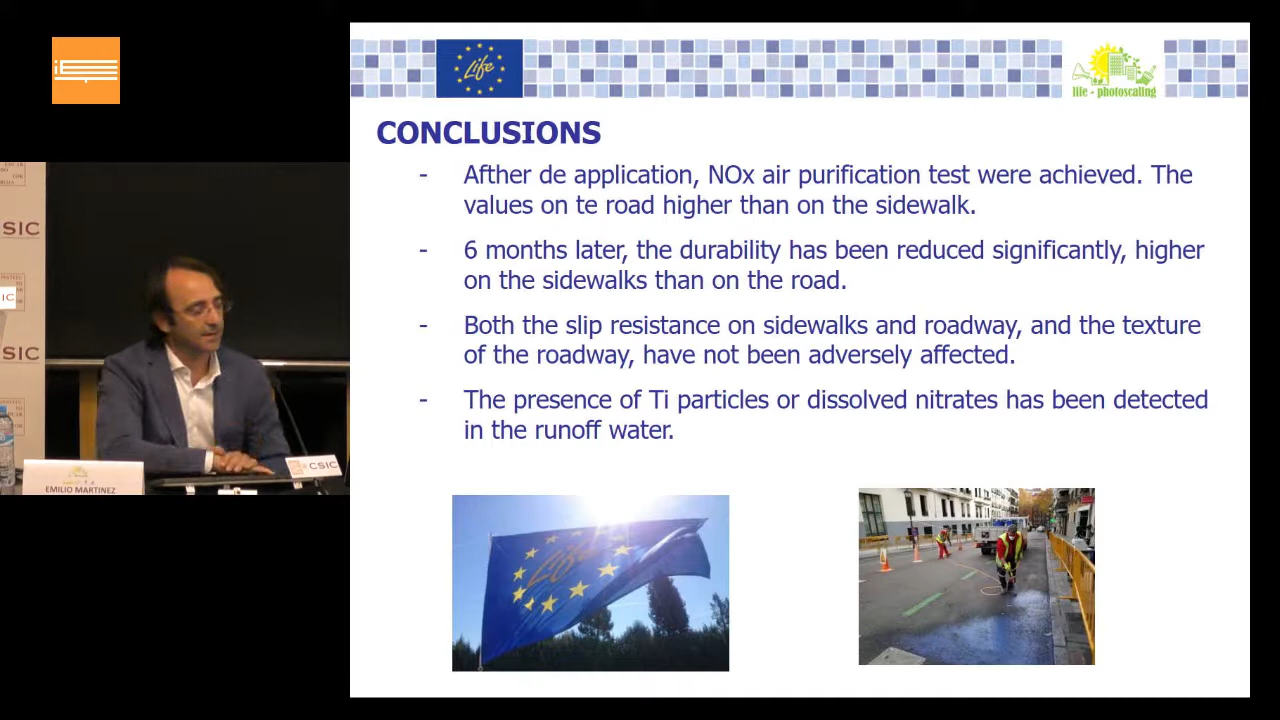 Life
life - photoscaling
CONCLUSIONS
- Afther de application, NOx air purification test were achieved. The
values on te road higher than on the sidewalk.
- 6 months later, the durability has been reduced significantly, higher
on the sidewalks than on the road.
- Both the slip resistance on sidewalks and roadway, and the texture
of the roadway, have not been adversely affected.
- The presence of Ti particles or dissolved nitrates has been detected
in the runoff water.
SIC
IC
SIC
CSIC
EMILIO MARTINEZ
Life